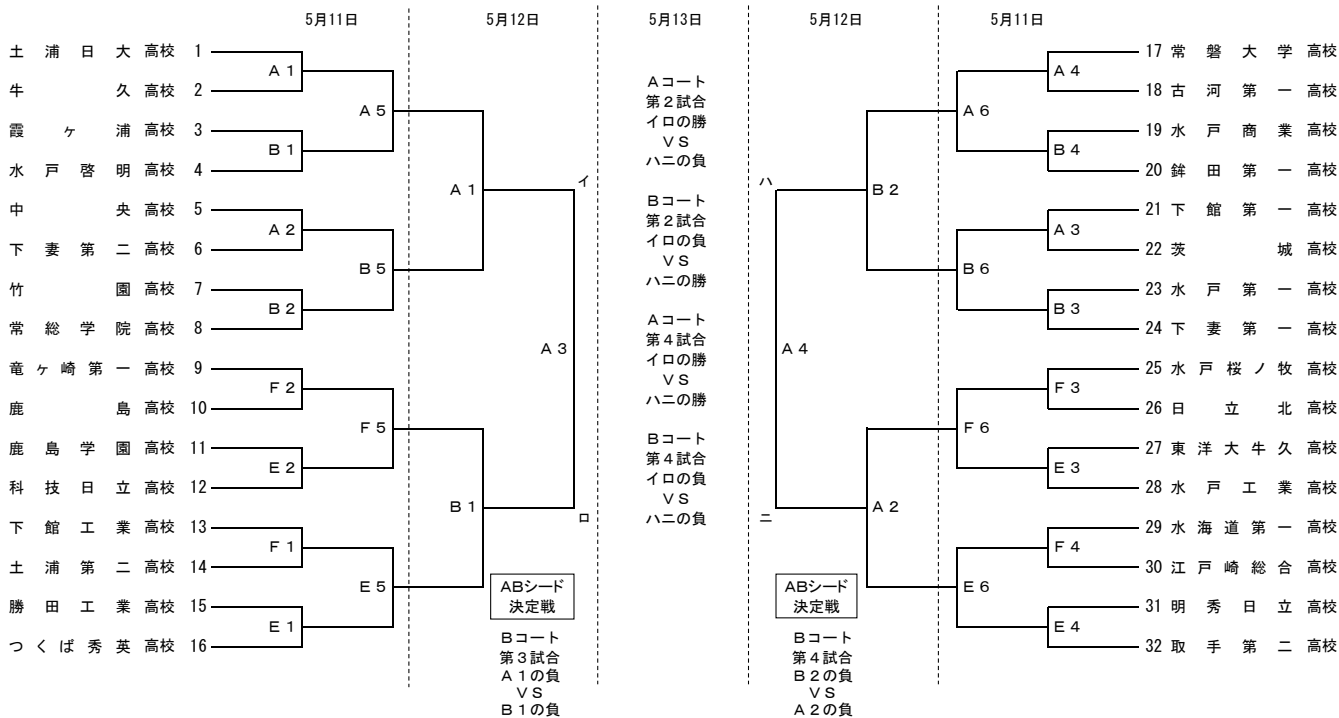 5月11日 5月12日 5月13日 5月12日 5月11日
土浦日大高校 1
牛久高校 2
霞ヶ浦高校 3
水戸啓明高校 4
中央高校 5
下妻第二高校 6
竹園高校 7
常総学院高校 8
竜ヶ崎第一高校 9
鹿島高校 10
鹿島学園高校 11
科技日立高校 12
下館工業高校 13
土浦第二高校 14
勝田工業高校 15
つくば秀英高校 16
A1
B1
A2
B2
F2
E2
F1
E1
A5
B5
F5
E5
A1
B1
イ
A3
ロ
ABシード
決定戦
Bコート
第3試合
A1の負
VS
B1の負
Aコート
第2試合
イロの勝
VS
ハニの負
Bコート
第2試合
イロの負
VS
ハニの勝
Aコート
第4試合
イロの勝
VS
ハニの勝
Bコート
第4試合
イロの負
VS
ハニの負
ハ
A4
ニ
ABシード
決定戦
Bコート
第4試合
B2の負
VS
A2の負
B2
A2
A6
B6
F6
E6
A4
B4
A3
B3
F3
E3
F4
E4
17 常磐大学高校
18 古河第一高校
19 水戸商業高校
20 鉾田第一高校
21 下館第一高校
22 茨城高校
23 水戸第一高校
24 下妻第一高校
25 水戸桜ノ牧高校
26 日立北高校
27 東洋大牛久高校
28 水戸工業高校
29 水海道第一高校
30 江戸崎総合高校
31 明秀日立高校
32 取手第二高校